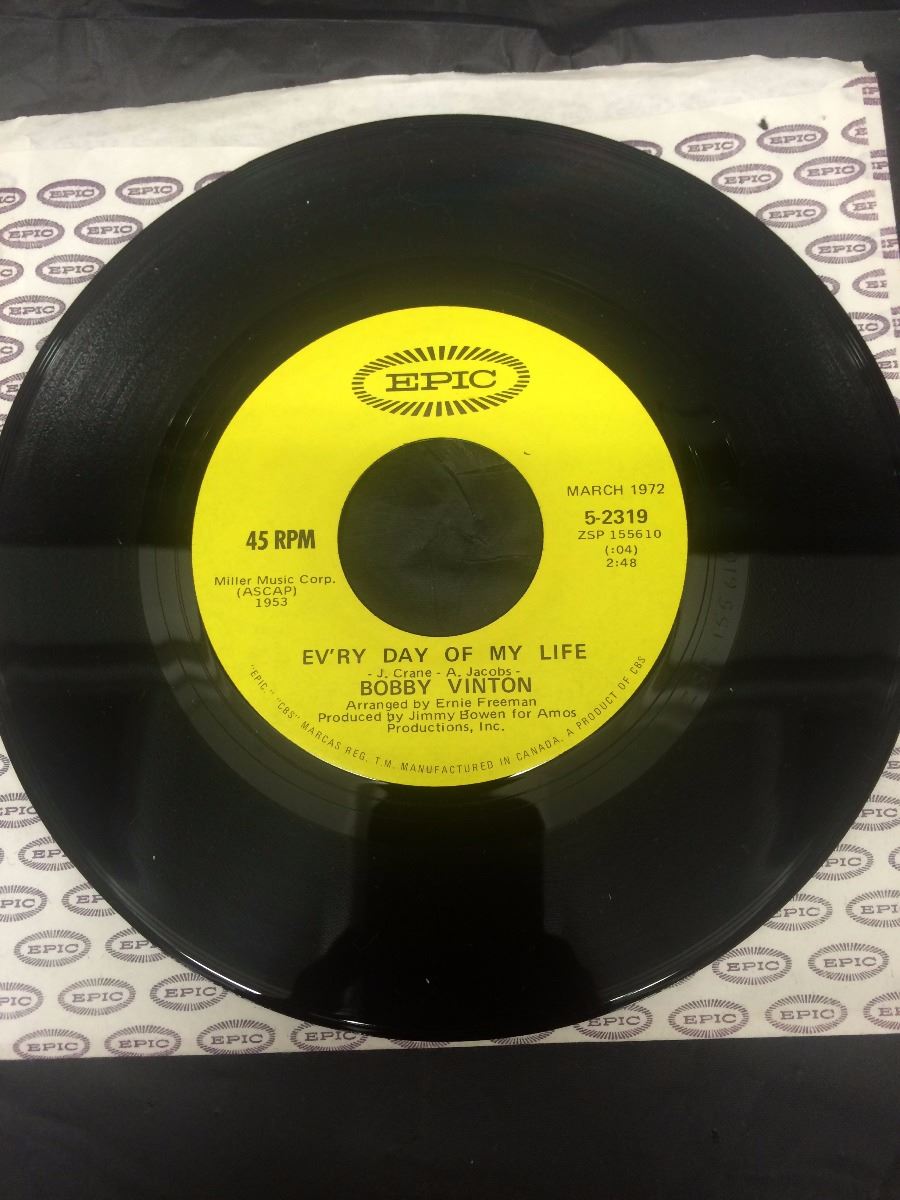 EPIC
MARCH 1972
5-2319
ZSP 155610
(:04)
2:48
45 RPM
Miller Music Corp.
(ASCAP)
1953
EV'RY DAY OF MY LIFE
- J. Crane - A. Jacobs -
BOBBY VINTON
Arranged by Ernie Freeman
Produced by Jimmy Bowen for Amos
Productions, Inc.
"EPIC," "CBS" MARCAS REG. T.M. MANUFACTURED IN CANADA. A PRODUCT OF CBS